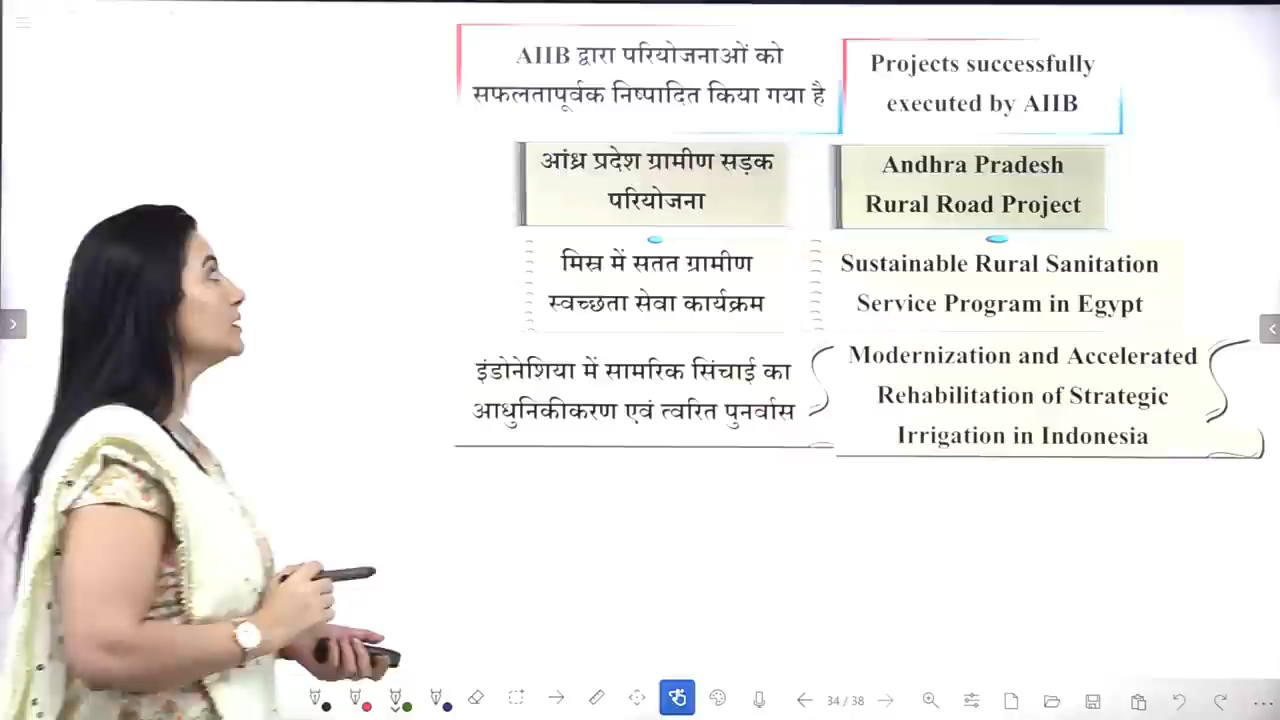 AIIB द्वारा परियोजनाओं को
सफलतापूर्वक निष्पादित किया गया है
Projects successfully
executed by AIIB
आंध्र प्रदेश ग्रामीण सड़क
परियोजना
Andhra Pradesh
Rural Road Project
मिस्र में सतत ग्रामीण
स्वच्छता सेवा कार्यक्रम
Sustainable Rural Sanitation
Service Program in Egypt
इंडोनेशिया में सामरिक सिंचाई का
आधुनिकीकरण एवं त्वरित पुनर्वास
Modernization and Accelerated
Rehabilitation of Strategic
Irrigation in Indonesia
34 / 38